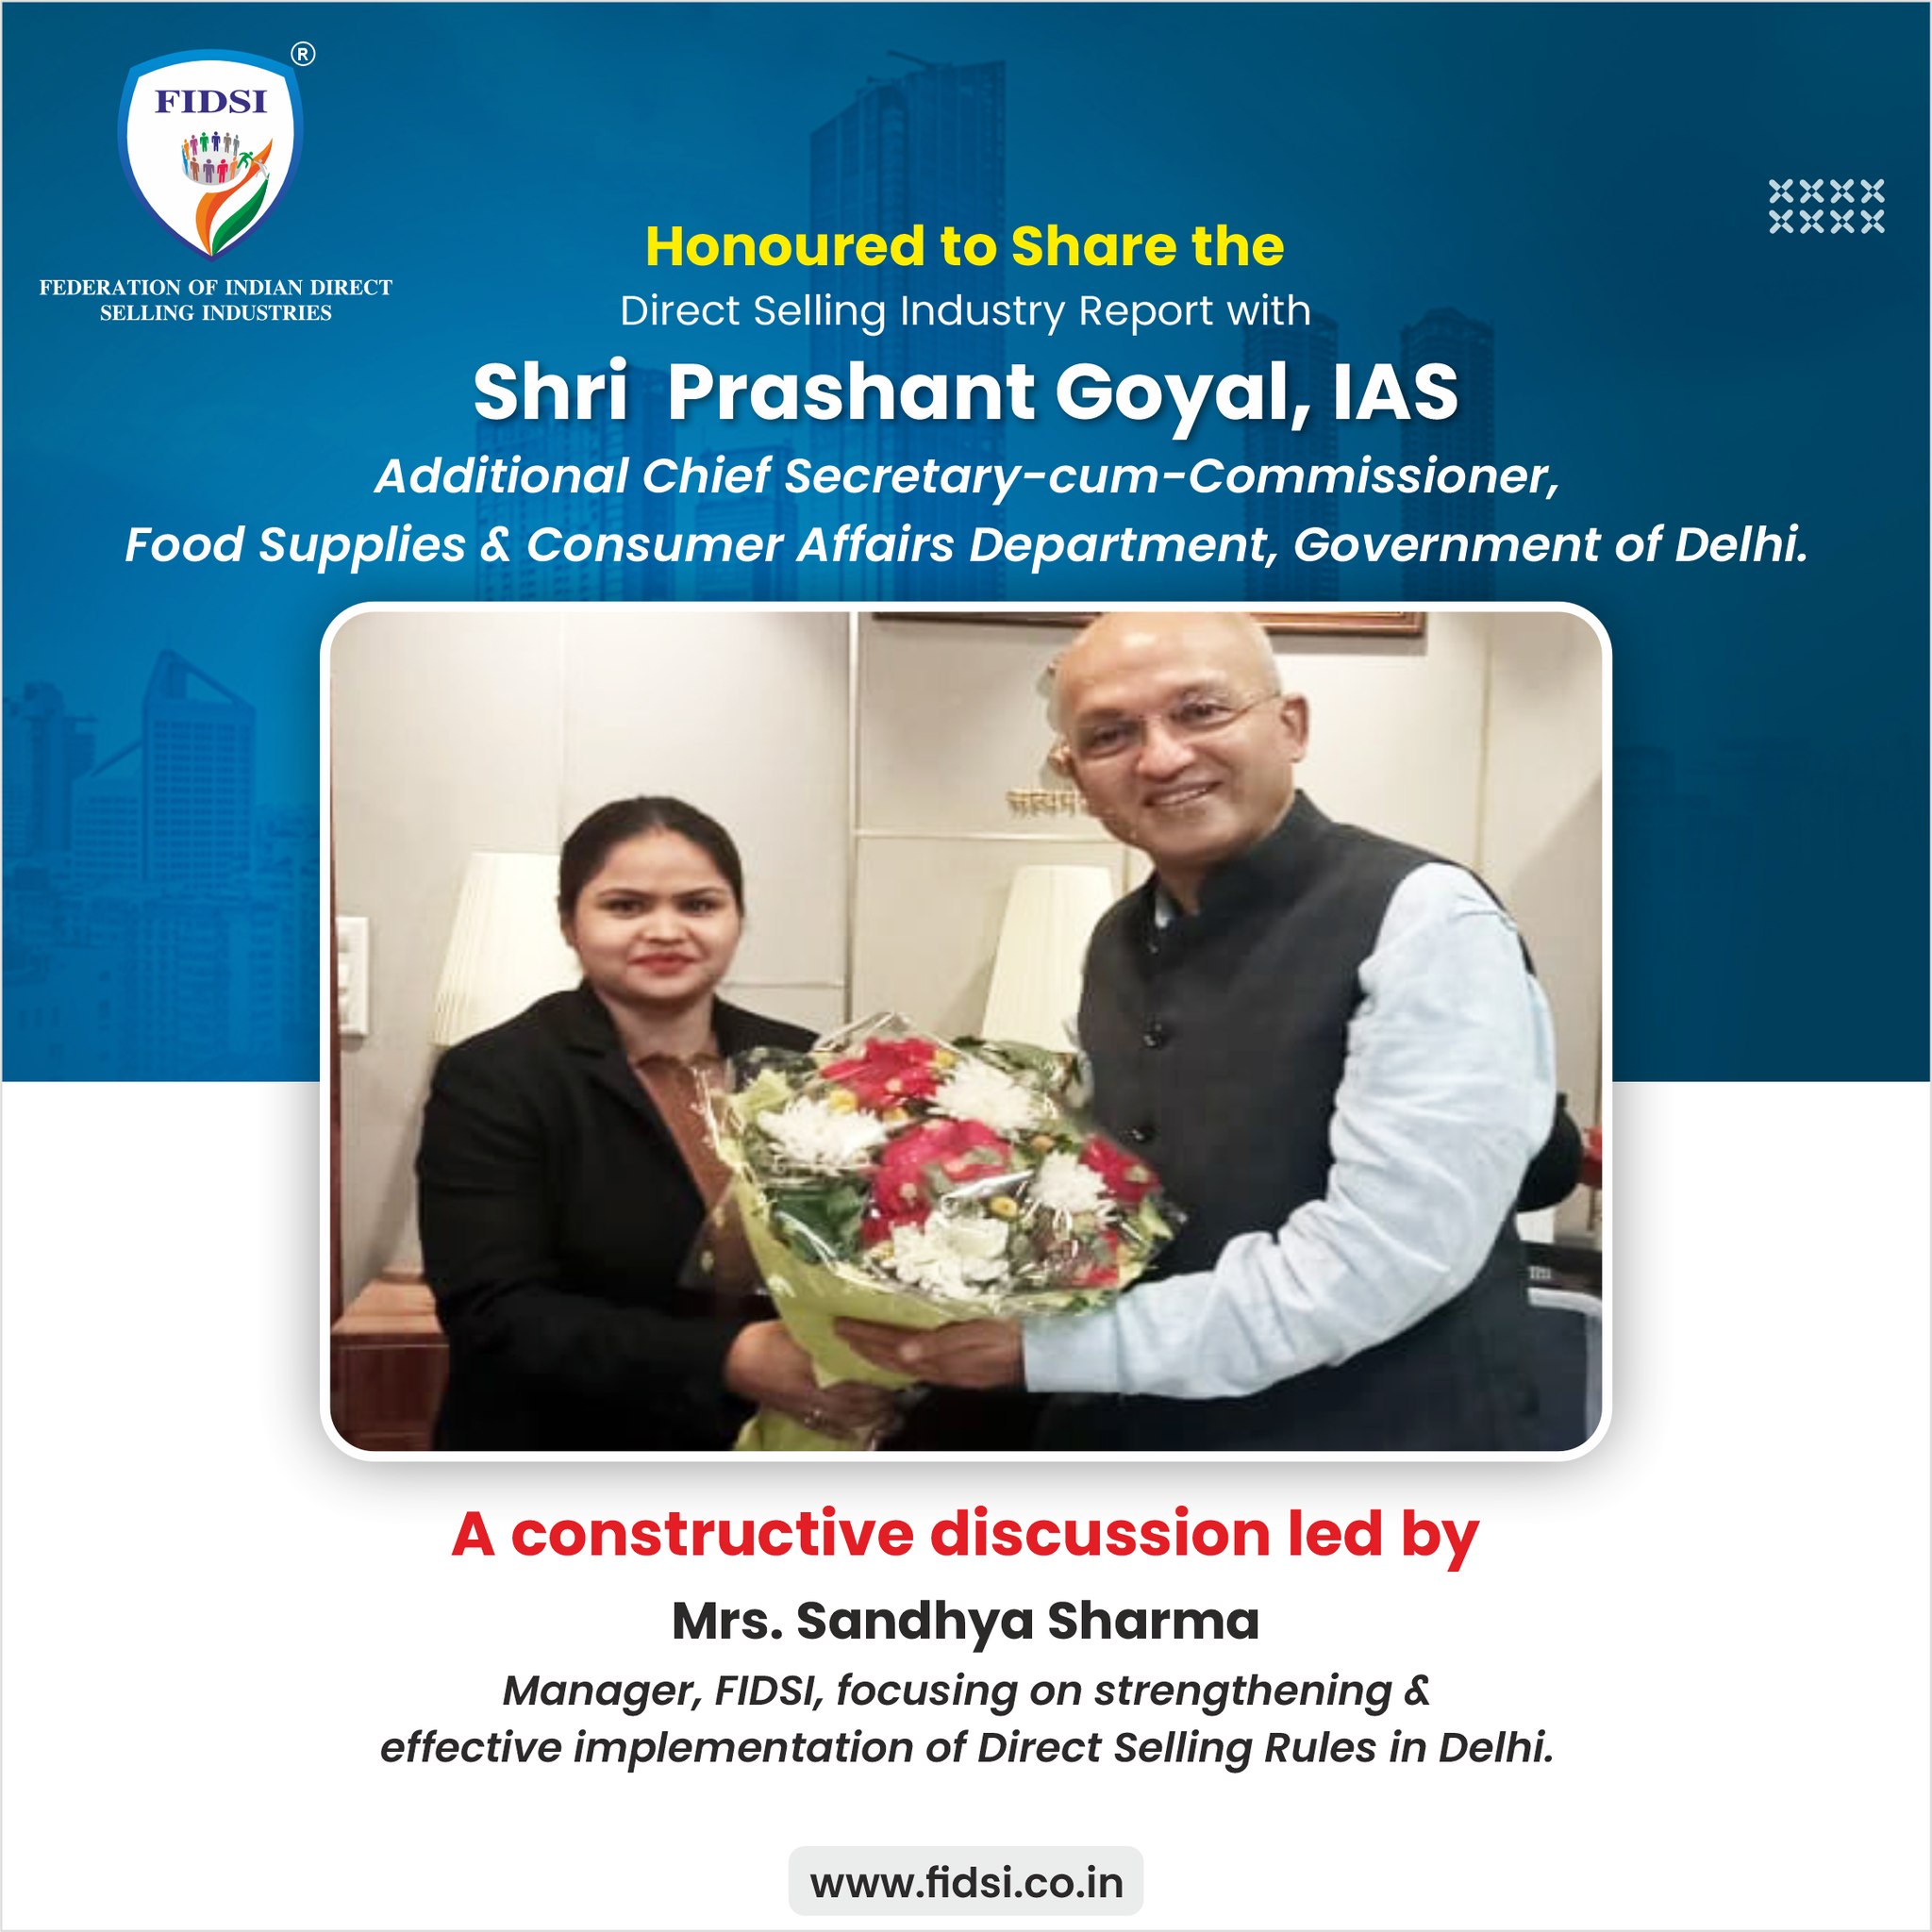 ®
FIDSI
FEDERATION OF INDIAN DIRECT
SELLING INDUSTRIES
Honoured to Share the
Direct Selling Industry Report with
Shri Prashant Goyal, IAS
Additional Chief Secretary-cum-Commissioner,
Food Supplies & Consumer Affairs Department, Government of Delhi.
सत्यम
A constructive discussion led by
Mrs. Sandhya Sharma
Manager, FIDSI, focusing on strengthening &
effective implementation of Direct Selling Rules in Delhi.
www.fidsi.co.in